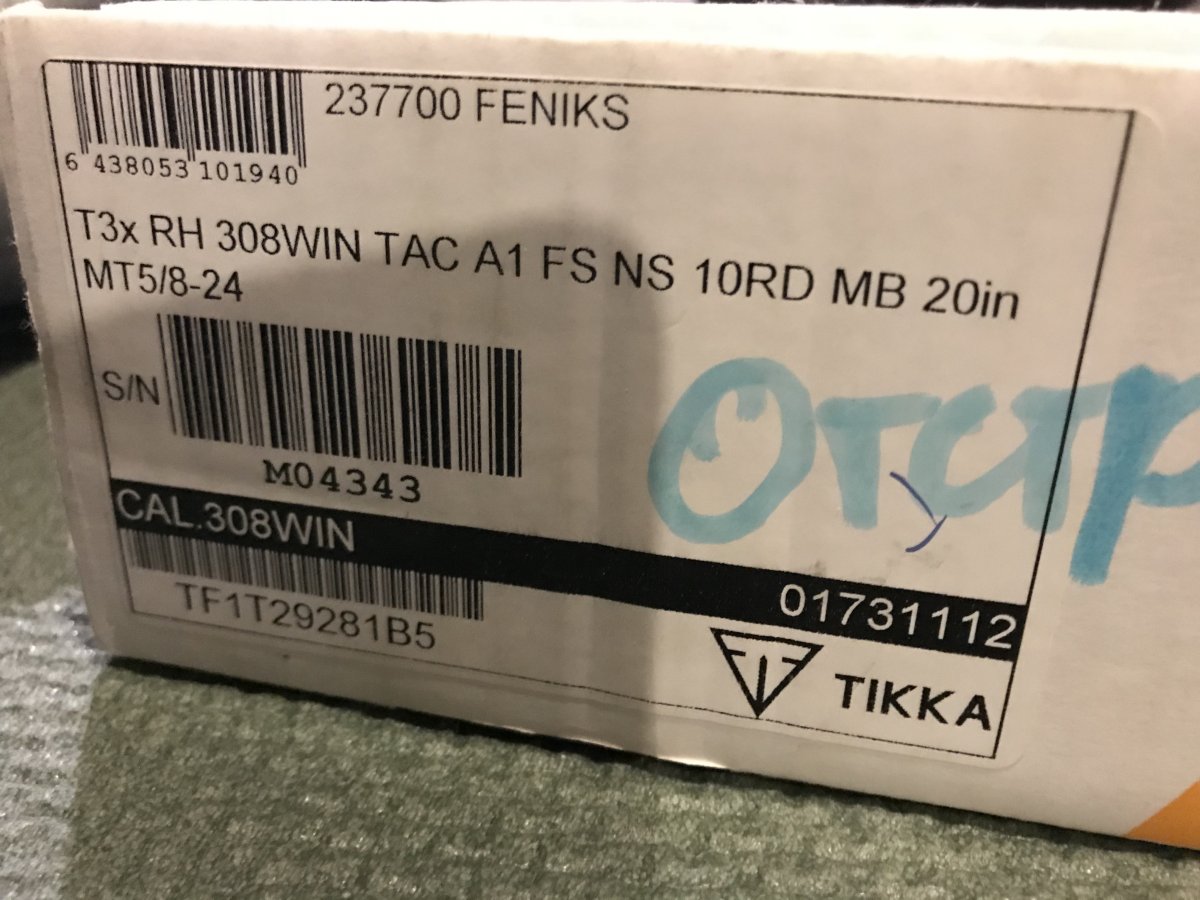 237700 FENIKS
6 438053 101940
T3x RH 308WIN TAC A1 FS NS 10RD MB 20in
MT5/8-24
S/N
M04343
Отстр
CAL.308WIN
01731112
TF1T29281B5
TIKKA